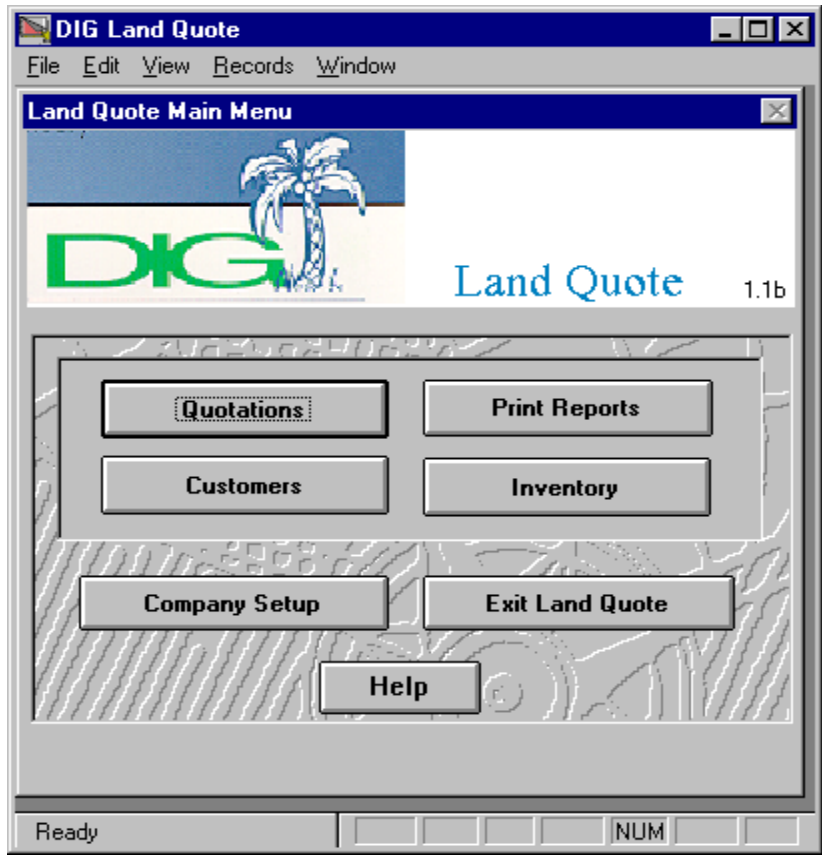 DIG Land Quote
File Edit View Records Window
Land Quote Main Menu
DIG
Land Quote 1.1b
Quotations Print Reports
Customers Inventory
Company Setup Exit Land Quote
Help
Ready NUM